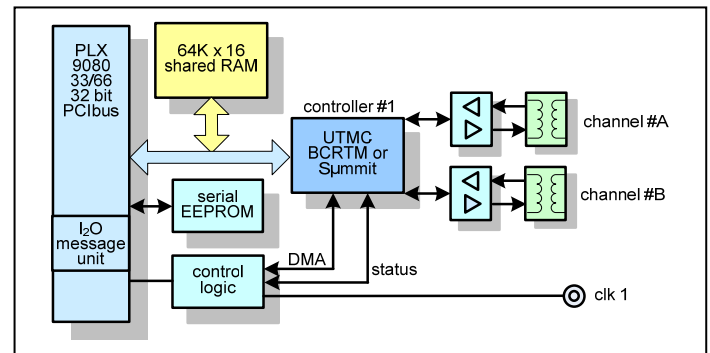 PLX
9080
33/66
32 bit
PCIbus
64K x 16
shared RAM
controller #1
UTMC
BCRTM or
Sµmmit
channel #A
channel #B
serial
EEPROM
I₂O
message
unit
control
logic
DMA
status
clk 1